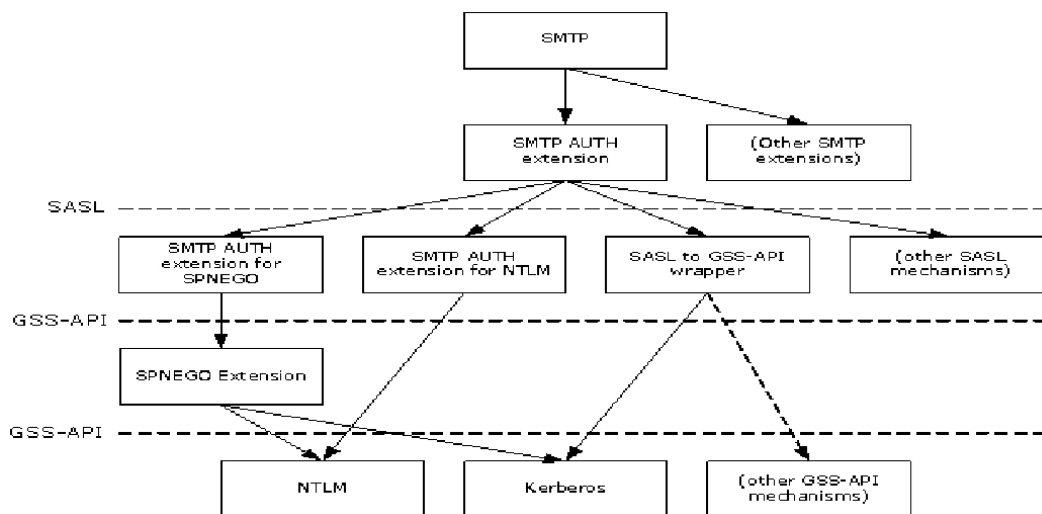 SMTP
SMTP AUTH
extension
(Other SMTP
extensions)
SASL
SMTP AUTH
extension for
SPNEGO
SMTP AUTH
extension for NTLM
SASL to GSS-API
wrapper
(other SASL
mechanisms)
GSS-API
SPNEGO Extension
GSS-API
NTLM
Kerberos
(other GSS-API
mechanisms)